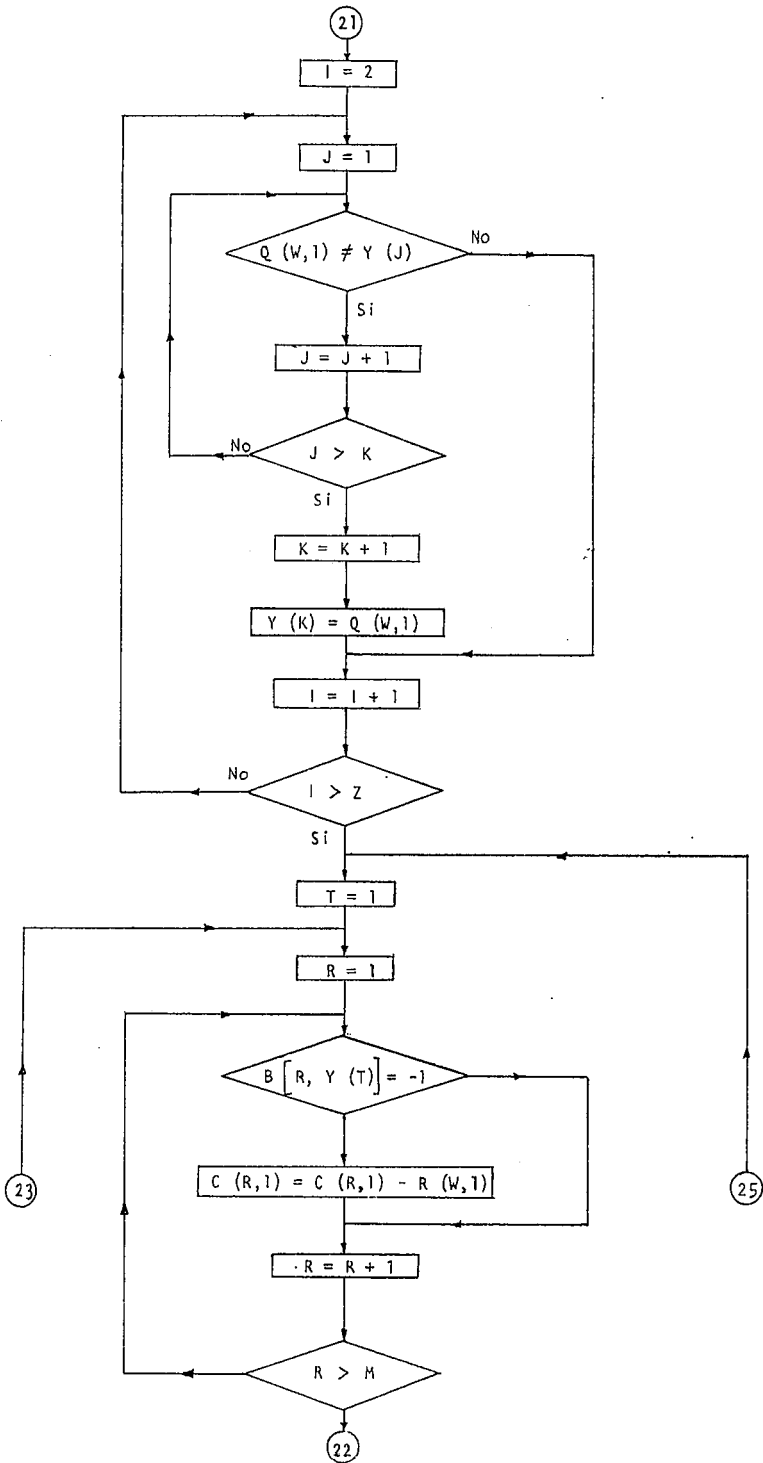 21
I = 2
J = 1
Q (W,1) ≠ Y (J)
No
Si
J = J + 1
No
J > K
Si
K = K + 1
Y (K) = Q (W,1)
I = I + 1
No
I > Z
Si
T = 1
R = 1
B [R, Y (T)] = -1
23
C (R,1) = C (R,1) - R (W,1)
25
R = R + 1
R > M
22